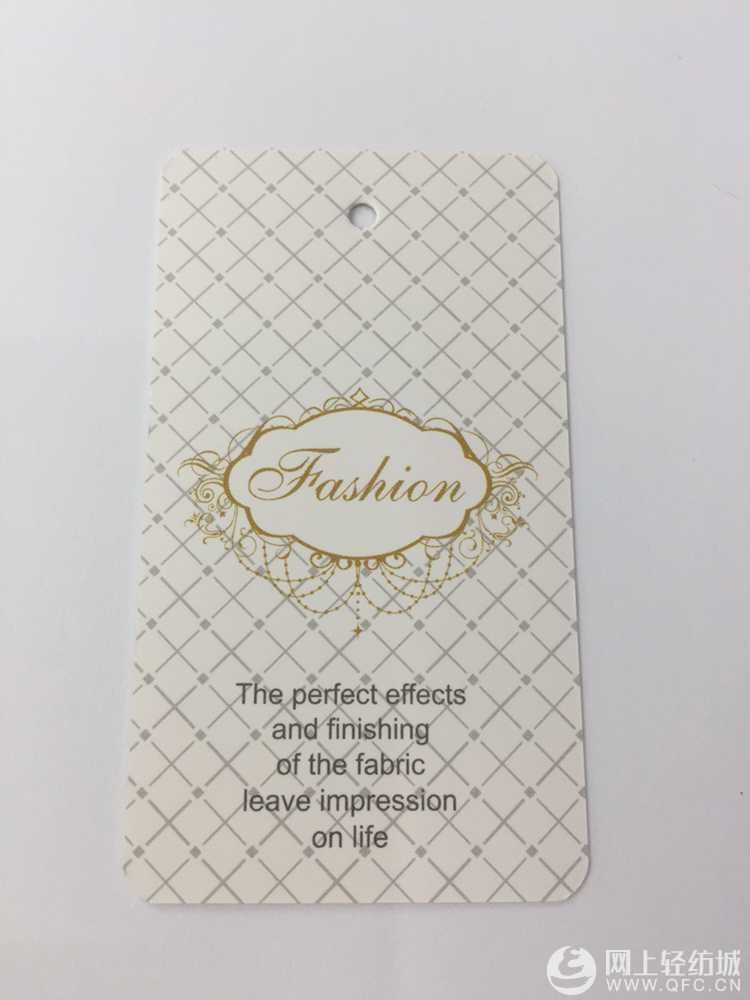 Fashion
The perfect effects
and finishing
of the fabric
leave impression
on life
网上轻纺城
www.QFC.CN